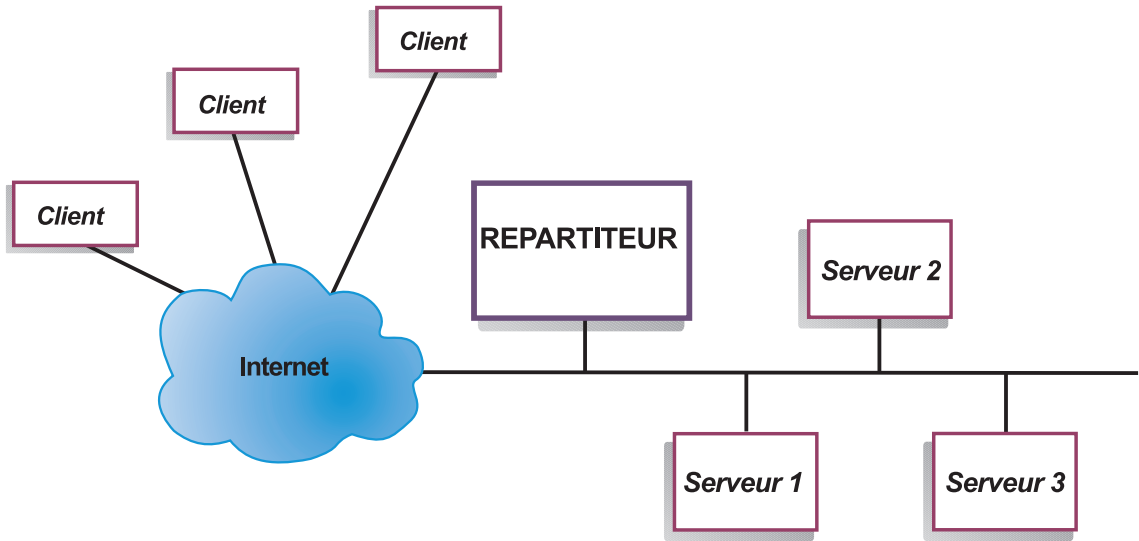 Client
Client
Client
REPARTITEUR
Serveur 2
Internet
Serveur 1
Serveur 3